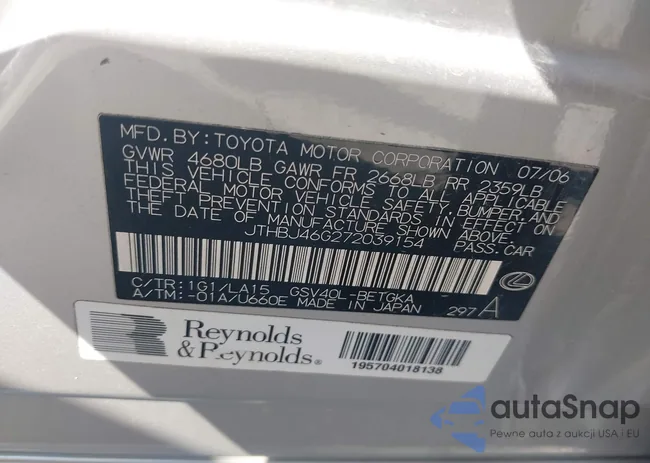 MFD. BY: TOYOTA MOTOR CORPORATION 07/06
GVWR 4680LB GAWR FR 2668LB RR 2359LB
THIS VEHICLE CONFORMS TO ALL APPLICABLE
FEDERAL MOTOR VEHICLE SAFETY, BUMPER, AND
THEFT PREVENTION STANDARDS IN EFFECT ON
THE DATE OF MANUFACTURE SHOWN ABOVE.
JTHBJ46G272039154 PASS. CAR
C/TR: 1G1/LA15 GSV40L-BETGKA
A/TM: -01A/U660E MADE IN JAPAN 297 A
Reynolds
& Reynolds®
195704018138
autaSnap
Pewne auta z aukcji USA i EU